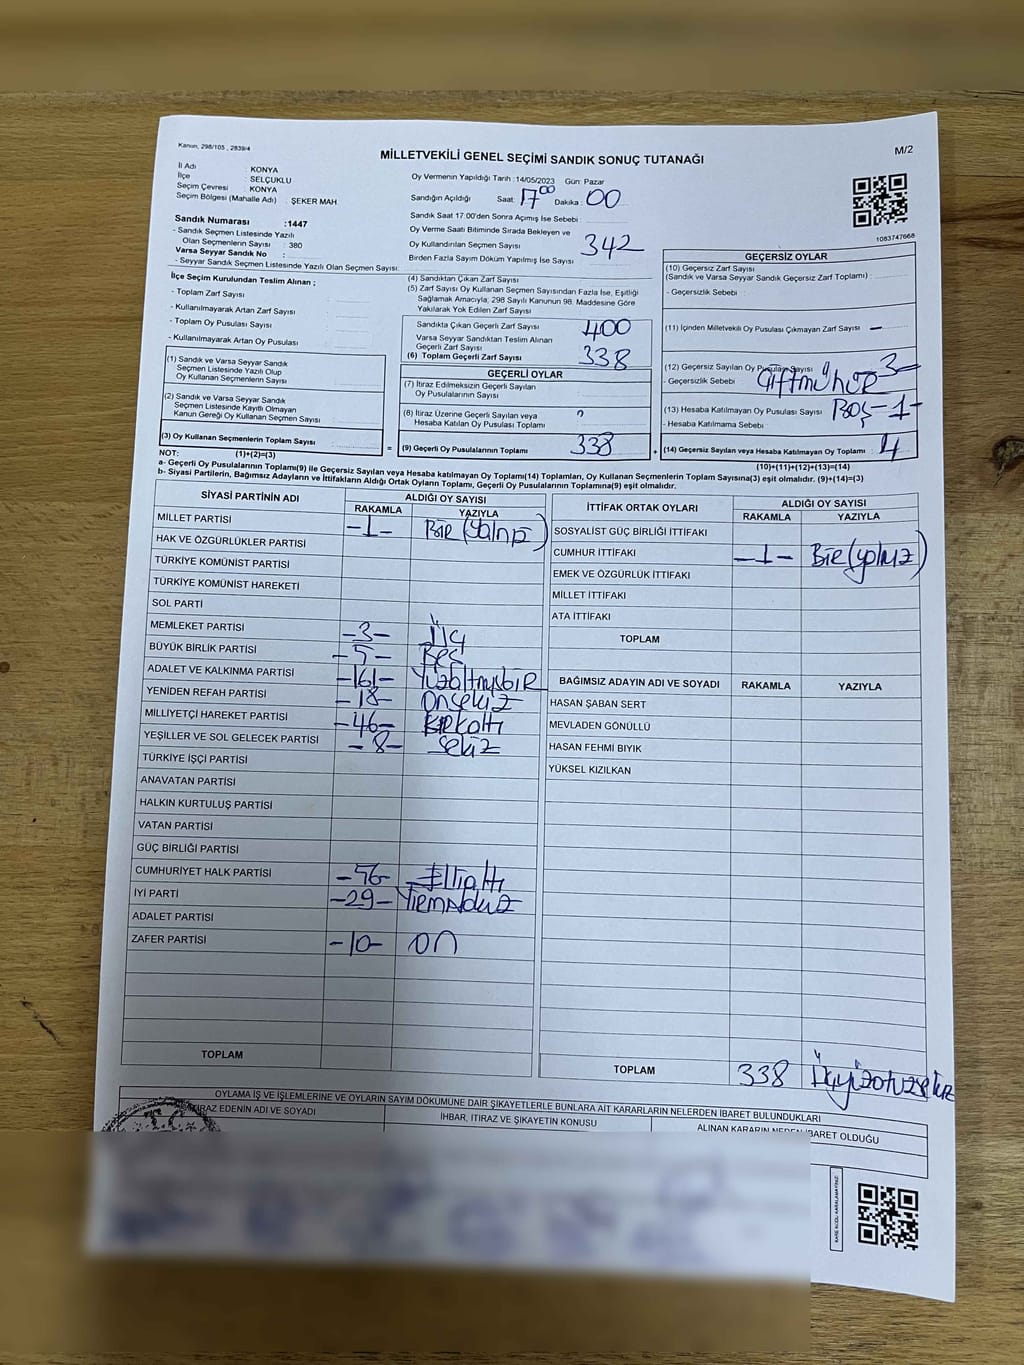 Kanun, 298/105 , 2839/4
MİLLETVEKİLİ GENEL SEÇİMİ SANDIK SONUÇ TUTANAĞI
M/2
İl Adı : KONYA
İlçe : SELÇUKLU
Seçim Çevresi : KONYA
Seçim Bölgesi (Mahalle Adı) : ŞEKER MAH.
Sandık Numarası :1447
- Sandık Seçmen Listesinde Yazılı
Olan Seçmenlerin Sayısı : 380
Varsa Seyyar Sandık No :
- Seyyar Sandık Seçmen Listesinde Yazılı Olan Seçmen Sayısı:
Oy Vermenin Yapıldığı Tarih :14/05/2023 Gün: Pazar
Sandığın Açıldığı Saat: 17 00 Dakika : 00
Sandık Saat 17.00'den Sonra Açımış İse Sebebi :
Oy Verme Saati Bitiminde Sırada Bekleyen ve
Oy Kullandırılan Seçmen Sayısı 342
Birden Fazla Sayım Döküm Yapılmış İse Sayısı
1083747668
İlçe Seçim Kurulundan Teslim Alınan ;
- Toplam Zarf Sayısı
- Kullanılmayarak Artan Zarf Sayısı
- Toplam Oy Pusulası Sayısı
- Kullanılmayarak Artan Oy Pusulası
(1) Sandık ve Varsa Seyyar Sandık
Seçmen Listesinde Yazılı Olup
Oy Kullanan Seçmenlerin Sayısı
(2) Sandık ve Varsa Seyyar Sandık
Seçmen Listesinde Kayıtlı Olmayan
Kanun Gereği Oy Kullanan Seçmen Sayısı
(3) Oy Kullanan Seçmenlerin Toplam Sayısı =
(4) Sandıktan Çıkan Zarf Sayısı
(5) Zarf Sayısı Oy Kullanan Seçmen Sayısından Fazla İse, Eşitliği
Sağlamak Amacıyla; 298 Sayılı Kanunun 98. Maddesine Göre
Yakılarak Yok Edilen Zarf Sayısı
Sandıkta Çıkan Geçerli Zarf Sayısı 400
Varsa Seyyar Sandıktan Teslim Alınan
Geçerli Zarf Sayısı
(6) Toplam Geçerli Zarf Sayısı 338
GEÇERLİ OYLAR
(7) İtiraz Edilmeksizin Geçerli Sayılan
Oy Pusulalarının Sayısı
(8) İtiraz Üzerine Geçerli Sayılan veya
Hesaba Katılan Oy Pusulası Toplamı
(9) Geçerli Oy Pusulalarının Toplamı 338 +
GEÇERSİZ OYLAR
(10) Geçersiz Zarf Sayısı
(Sandık ve Varsa Seyyar Sandık Geçersiz Zarf Toplamı) :
- Geçersizlik Sebebi :
(11) İçinden Milletvekili Oy Pusulası Çıkmayan Zarf Sayısı : —
(12) Geçersiz Sayılan Oy Pusulası Sayısı : 3—
- Geçersizlik Sebebi Çiftmühür
(13) Hesaba Katılmayan Oy Pusulası Sayısı Boş -1-
- Hesaba Katılmama Sebebi
(14) Geçersiz Sayılan veya Hesaba Katılmayan Oy Toplamı 4
NOT: (1)+(2)=(3)
(10)+(11)+(12)+(13)=(14)
a- Geçerli Oy Pusulalarının Toplamı(9) ile Geçersiz Sayılan veya Hesaba katılmayan Oy Toplamı(14) Toplamları, Oy Kullanan Seçmenlerin Toplam Sayısına(3) eşit olmalıdır. (9)+(14)=(3)
b- Siyasi Partilerin, Bağımsız Adayların ve İttifakların Aldığı Ortak Oyların Toplamı, Geçerli Oy Pusulalarının Toplamına(9) eşit olmalıdır.
SİYASİ PARTİNİN ADI ALDIĞI OY SAYISI
RAKAMLA YAZIYLA
MİLLET PARTİSİ -1- Bir (yalnız)
HAK VE ÖZGÜRLÜKLER PARTİSİ
TÜRKİYE KOMÜNİST PARTİSİ
TÜRKİYE KOMÜNİST HAREKETİ
SOL PARTİ
MEMLEKET PARTİSİ -3- Üç
BÜYÜK BİRLİK PARTİSİ -5- Beş
ADALET VE KALKINMA PARTİSİ -161- Yüzaltmışbir
YENİDEN REFAH PARTİSİ -18- Onsekiz
MİLLİYETÇİ HAREKET PARTİSİ -46- Kırkaltı
YEŞİLLER VE SOL GELECEK PARTİSİ -8- Sekiz
TÜRKİYE İŞÇİ PARTİSİ
ANAVATAN PARTİSİ
HALKIN KURTULUŞ PARTİSİ
VATAN PARTİSİ
GÜÇ BİRLİĞİ PARTİSİ
CUMHURİYET HALK PARTİSİ -56- Elli altı
İYİ PARTİ -29- Yirmidokuz
ADALET PARTİSİ
ZAFER PARTİSİ -10- on
TOPLAM
İTTİFAK ORTAK OYLARI ALDIĞI OY SAYISI
RAKAMLA YAZIYLA
SOSYALİST GÜÇ BİRLİĞİ İTTİFAKI
CUMHUR İTTİFAKI -1- Bir (yalnız)
EMEK VE ÖZGÜRLÜK İTTİFAKI
MİLLET İTTİFAKI
ATA İTTİFAKI
TOPLAM
BAĞIMSIZ ADAYIN ADI VE SOYADI RAKAMLA YAZIYLA
HASAN ŞABAN SERT
MEVLADEN GÖNÜLLÜ
HASAN FEHMI BIYIK
YÜKSEL KIZILKAN
TOPLAM 338 Üçyüzotuzsekiz
OYLAMA İŞ VE İŞLEMLERİNE VE OYLARIN SAYIM DÖKÜMÜNE DAİR ŞİKAYETLERLE BUNLARA AİT KARARLARIN NELERDEN İBARET BULUNDUKLARI
İTİRAZ EDENİN ADI VE SOYADI İHBAR, İTİRAZ VE ŞİKAYETİN KONUSU ALINAN KARARIN NEDEN İBARET OLDUĞU
T.C.